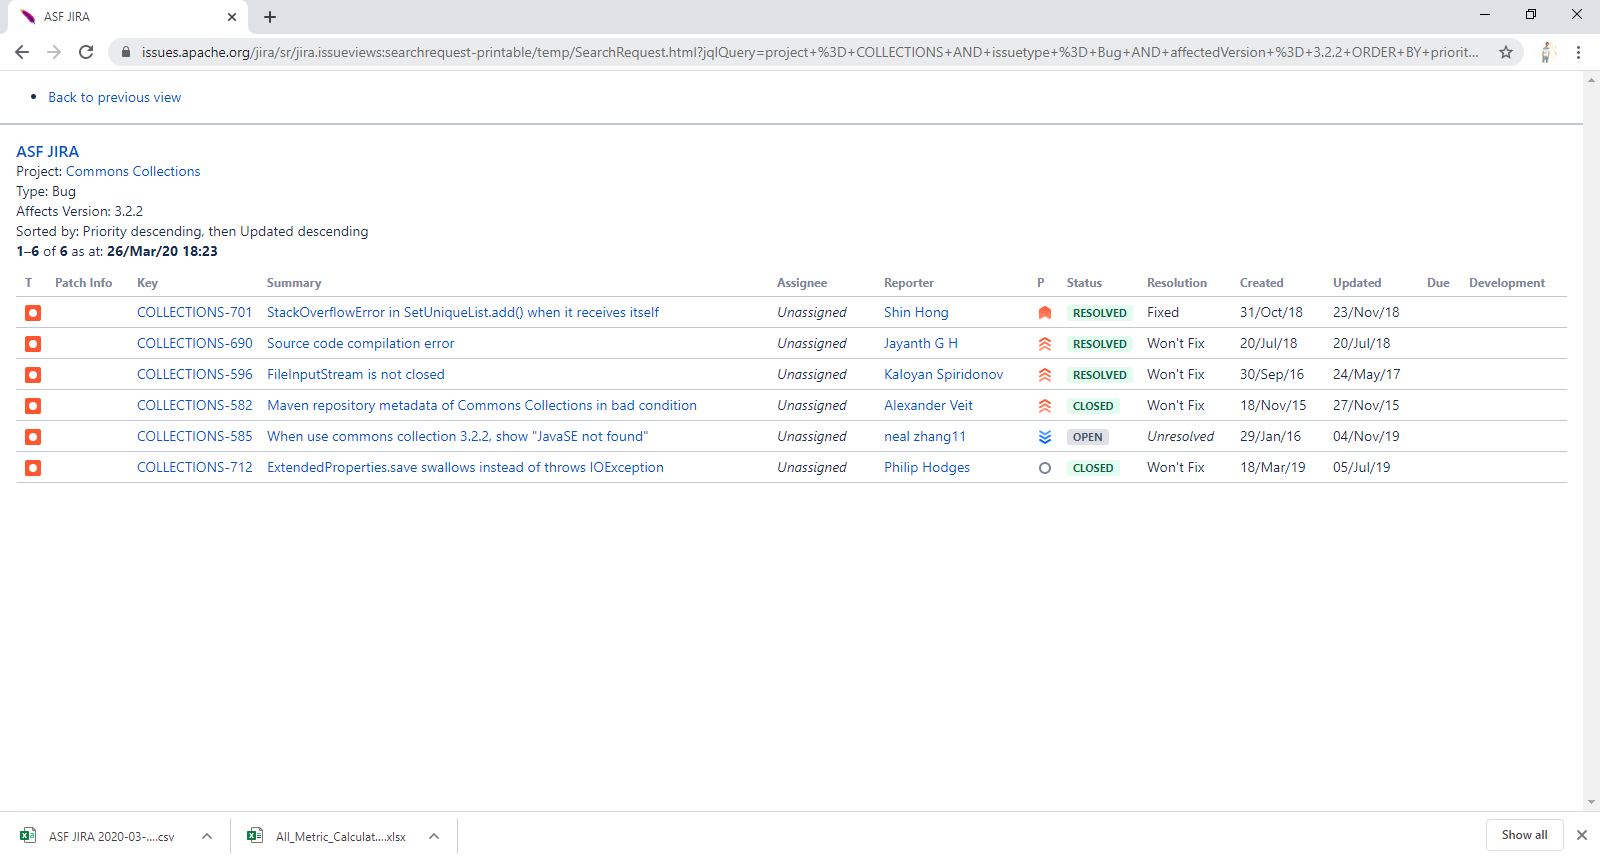 ASF JIRA
issues.apache.org/jira/sr/jira.issueviews:searchrequest-printable/temp/SearchRequest.html?jqlQuery=project+%3D+COLLECTIONS+AND+issuetype+%3D+Bug+AND+affectedVersion+%3D+3.2.2+ORDER+BY+priorit...
Back to previous view
ASF JIRA
Project: Commons Collections
Type: Bug
Affects Version: 3.2.2
Sorted by: Priority descending, then Updated descending
1–6 of 6 as at: 26/Mar/20 18:23
T Patch Info Key Summary Assignee Reporter P Status Resolution Created Updated Due Development
COLLECTIONS-701 StackOverflowError in SetUniqueList.add() when it receives itself Unassigned Shin Hong RESOLVED Fixed 31/Oct/18 23/Nov/18
COLLECTIONS-690 Source code compilation error Unassigned Jayanth G H RESOLVED Won't Fix 20/Jul/18 20/Jul/18
COLLECTIONS-596 FileInputStream is not closed Unassigned Kaloyan Spiridonov RESOLVED Won't Fix 30/Sep/16 24/May/17
COLLECTIONS-582 Maven repository metadata of Commons Collections in bad condition Unassigned Alexander Veit CLOSED Won't Fix 18/Nov/15 27/Nov/15
COLLECTIONS-585 When use commons collection 3.2.2, show "JavaSE not found" Unassigned neal zhang11 OPEN Unresolved 29/Jan/16 04/Nov/19
COLLECTIONS-712 ExtendedProperties.save swallows instead of throws IOException Unassigned Philip Hodges CLOSED Won't Fix 18/Mar/19 05/Jul/19
ASF JIRA 2020-03-....csv All_Metric_Calculat....xlsx Show all